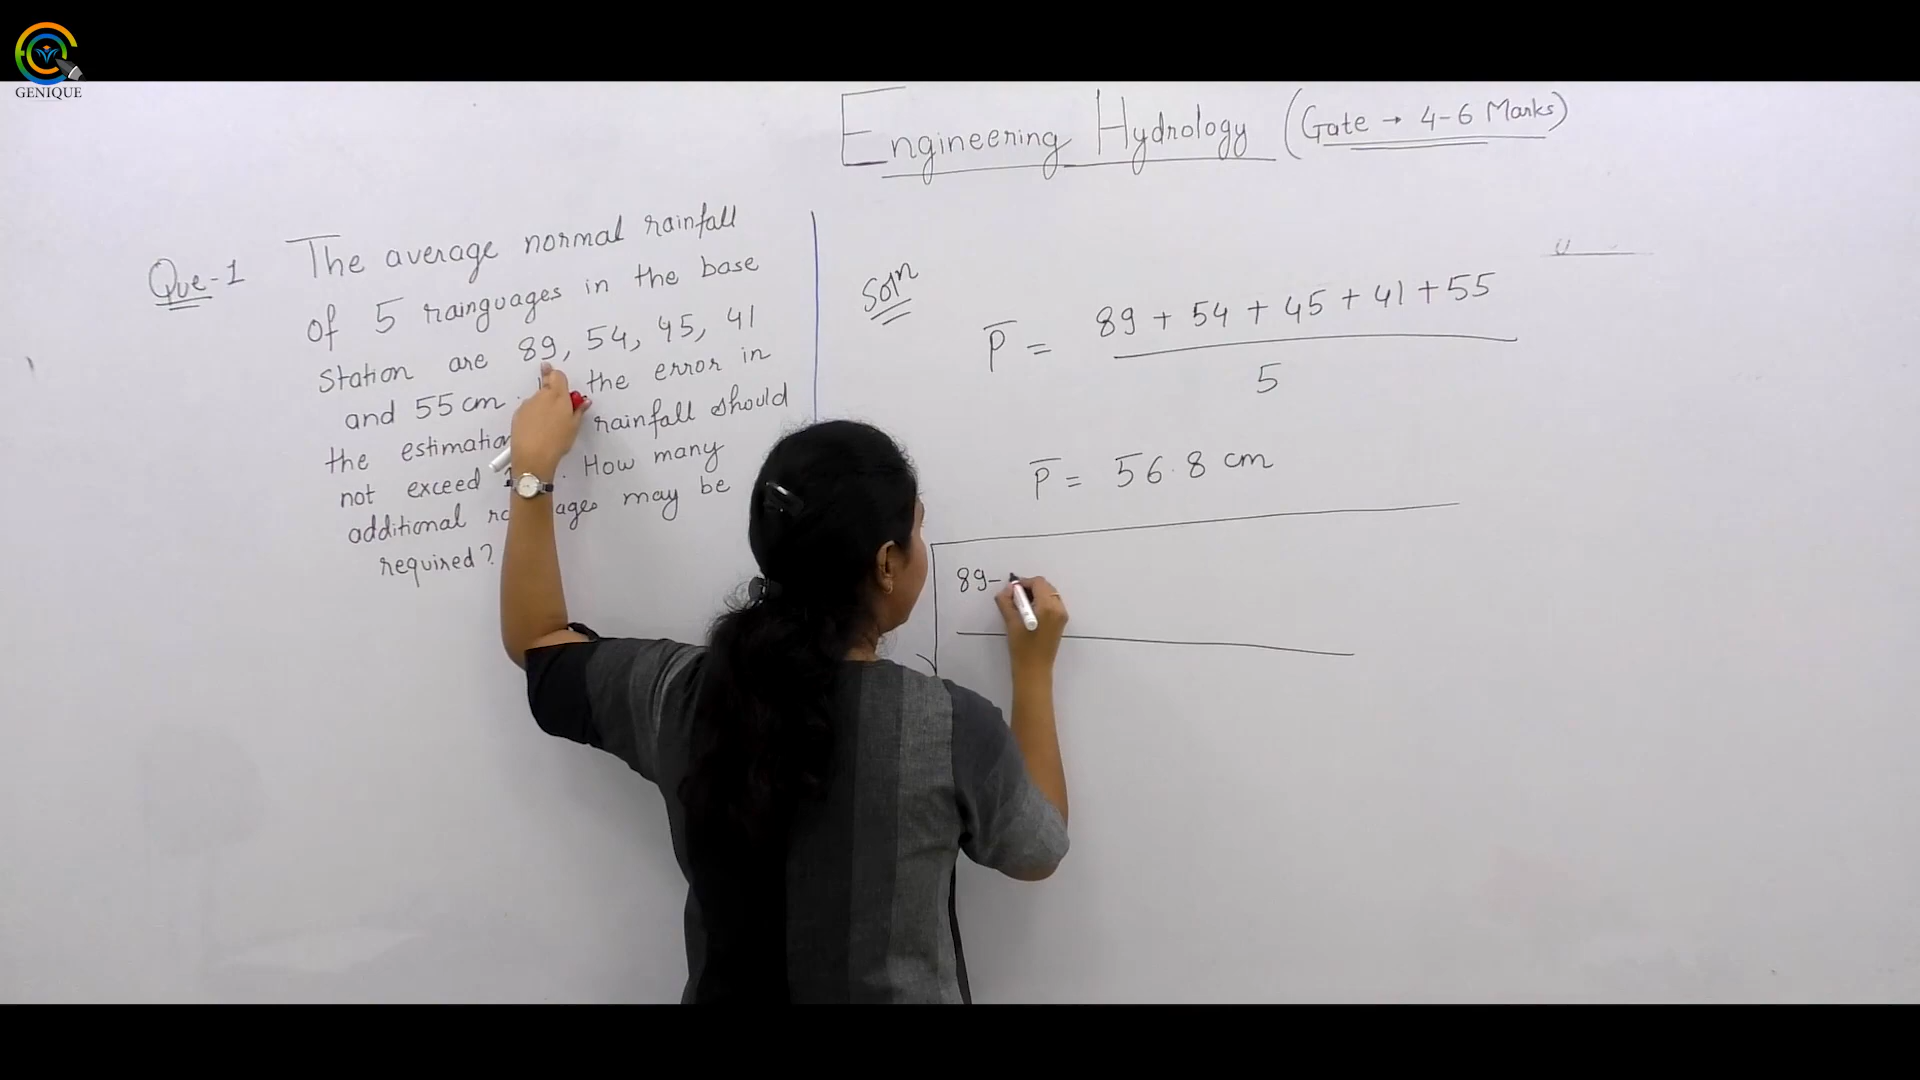 GENIQUE
Engineering Hydrology (Gate → 4-6 Marks)
Que-1 The average normal rainfall
of 5 rainguages in the base
Station are 89, 54, 45, 41
and 55 cm. the error in
the estimation rainfall should
not exceed How many
additional may be
required?
Soln
P̅ = 89 + 54 + 45 + 41 + 55
5
P̅ = 56.8 cm
89-